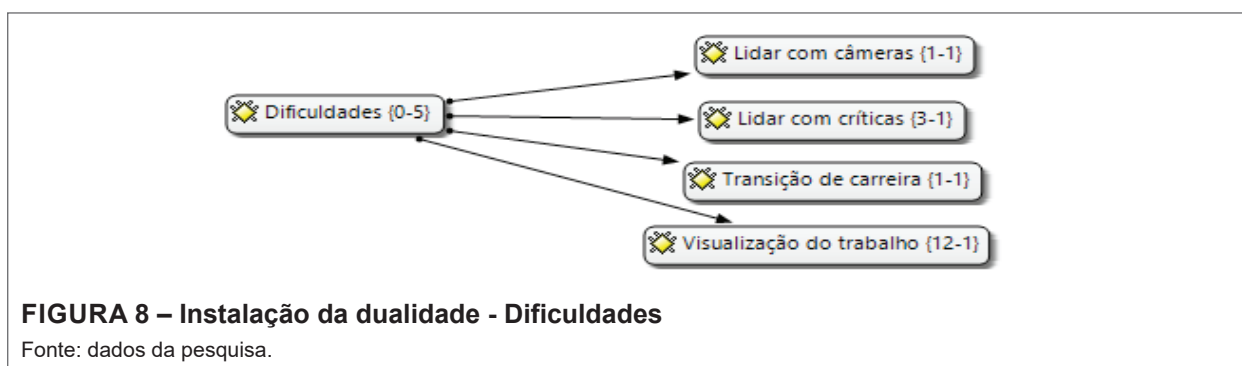 Lidar com câmeras {1-1}
Dificuldades {0-5}
Lidar com críticas {3-1}
Transição de carreira {1-1}
Visualização do trabalho {12-1}
FIGURA 8 – Instalação da dualidade - Dificuldades
Fonte: dados da pesquisa.